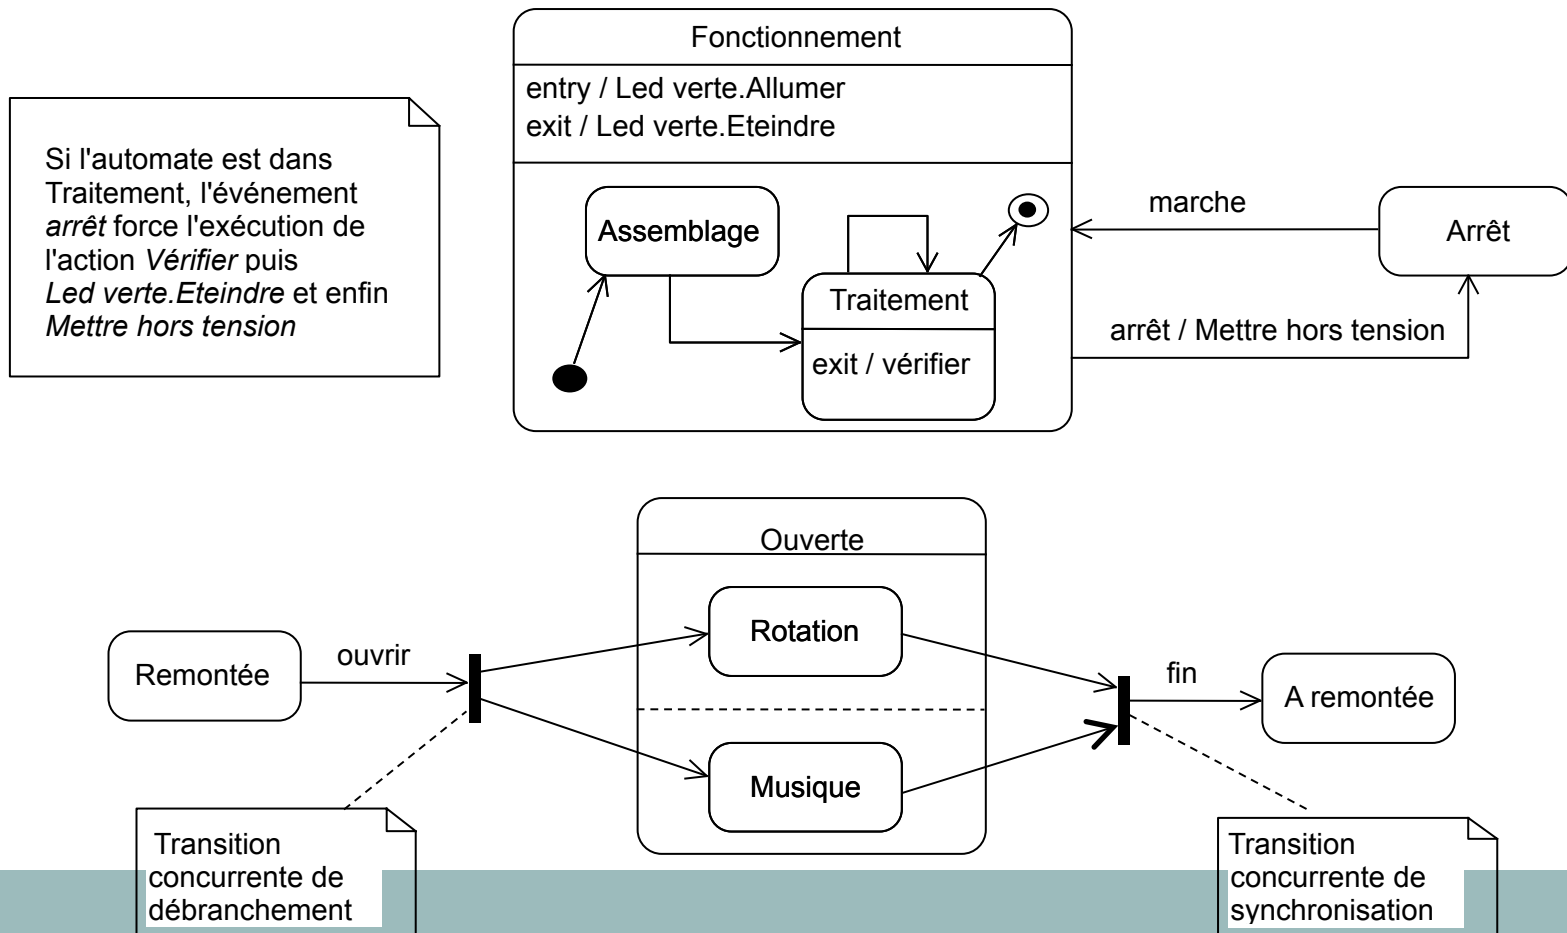 Fonctionnement
entry / Led verte.Allumer
exit / Led verte.Eteindre
Si l'automate est dans
Traitement, l'événement
arrêt force l'exécution de
l'action Vérifier puis
Led verte.Eteindre et enfin
Mettre hors tension
Assemblage
Traitement
exit / vérifier
marche
Arrêt
arrêt / Mettre hors tension
Ouverte
Remontée
ouvrir
Rotation
Musique
fin
A remontée
Transition
concurrente de
débranchement
Transition
concurrente de
synchronisation